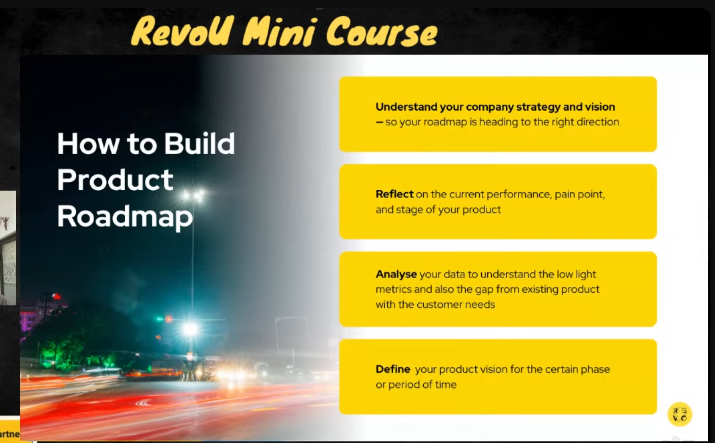 RevoU Mini Course
How to Build
Product
Roadmap
Understand your company strategy and vision
– so your roadmap is heading to the right direction
Reflect on the current performance, pain point,
and stage of your product
Analyse your data to understand the low light
metrics and also the gap from existing product
with the customer needs
Define your product vision for the certain phase
or period of time